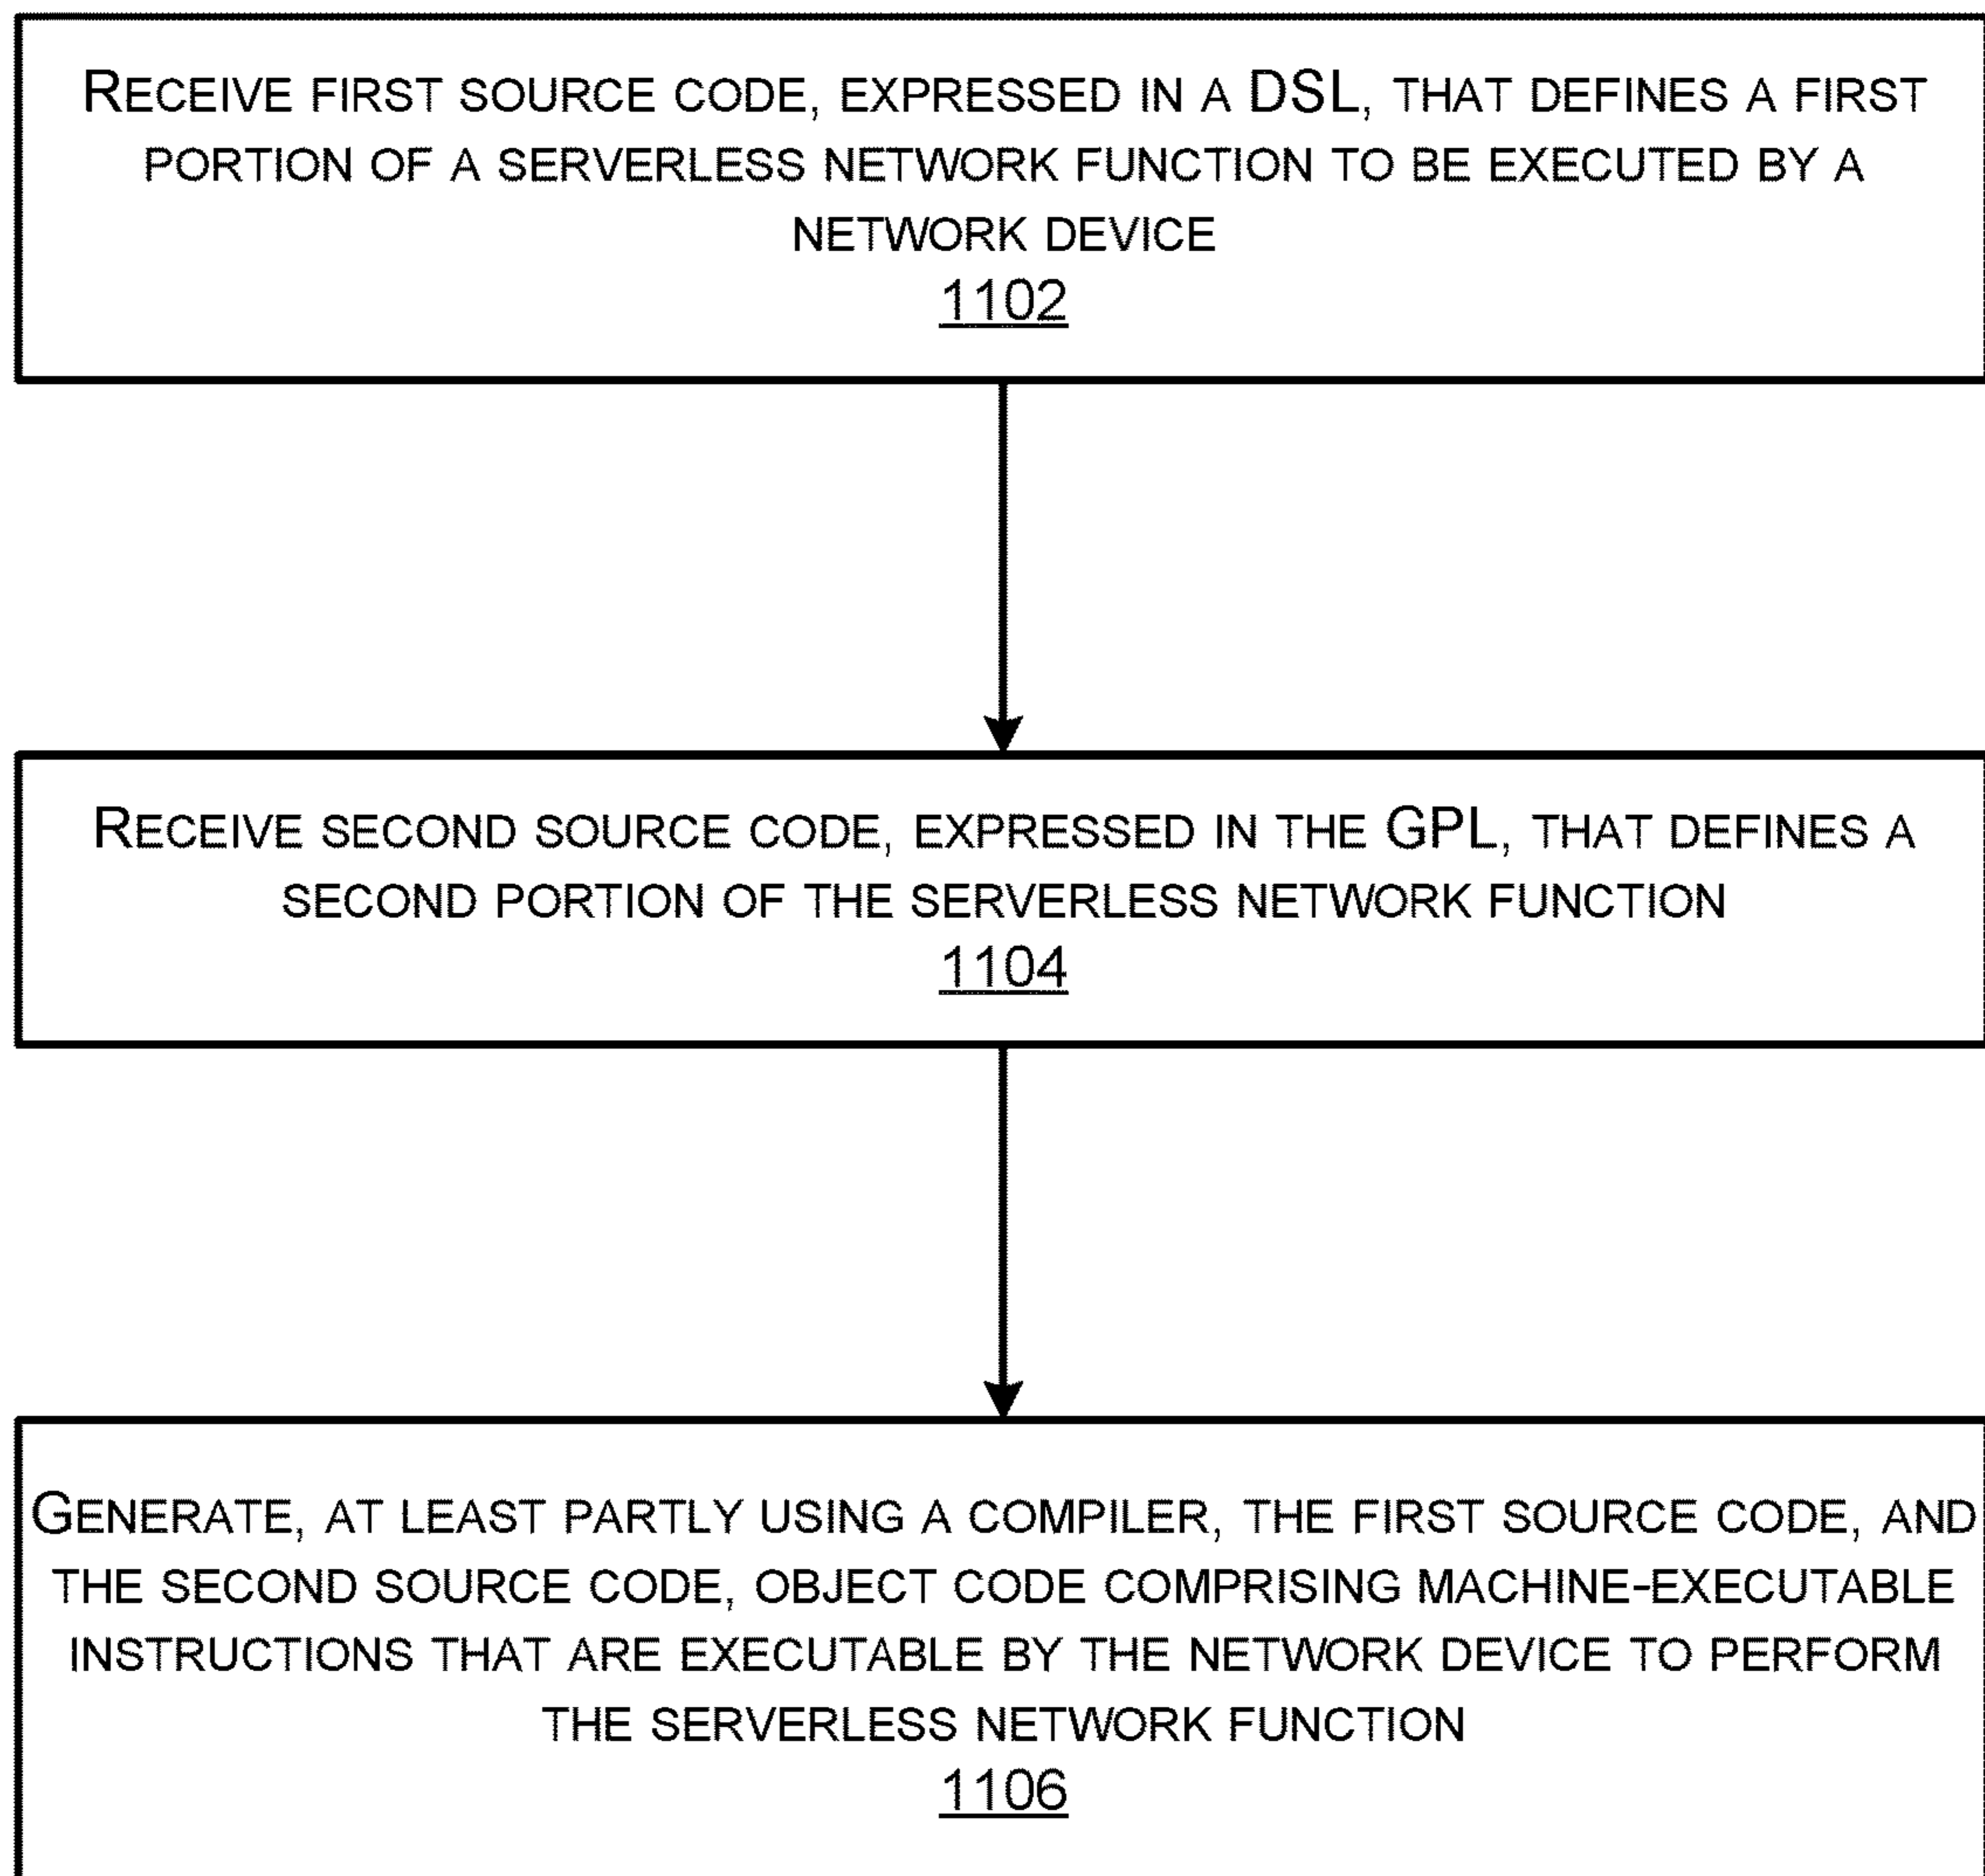 RECEIVE FIRST SOURCE CODE, EXPRESSED IN A DSL, THAT DEFINES A FIRST
PORTION OF A SERVERLESS NETWORK FUNCTION TO BE EXECUTED BY A
NETWORK DEVICE
1102
RECEIVE SECOND SOURCE CODE, EXPRESSED IN THE GPL, THAT DEFINES A
SECOND PORTION OF THE SERVERLESS NETWORK FUNCTION
1104
GENERATE, AT LEAST PARTLY USING A COMPILER, THE FIRST SOURCE CODE, AND
THE SECOND SOURCE CODE, OBJECT CODE COMPRISING MACHINE-EXECUTABLE
INSTRUCTIONS THAT ARE EXECUTABLE BY THE NETWORK DEVICE TO PERFORM
THE SERVERLESS NETWORK FUNCTION
1106